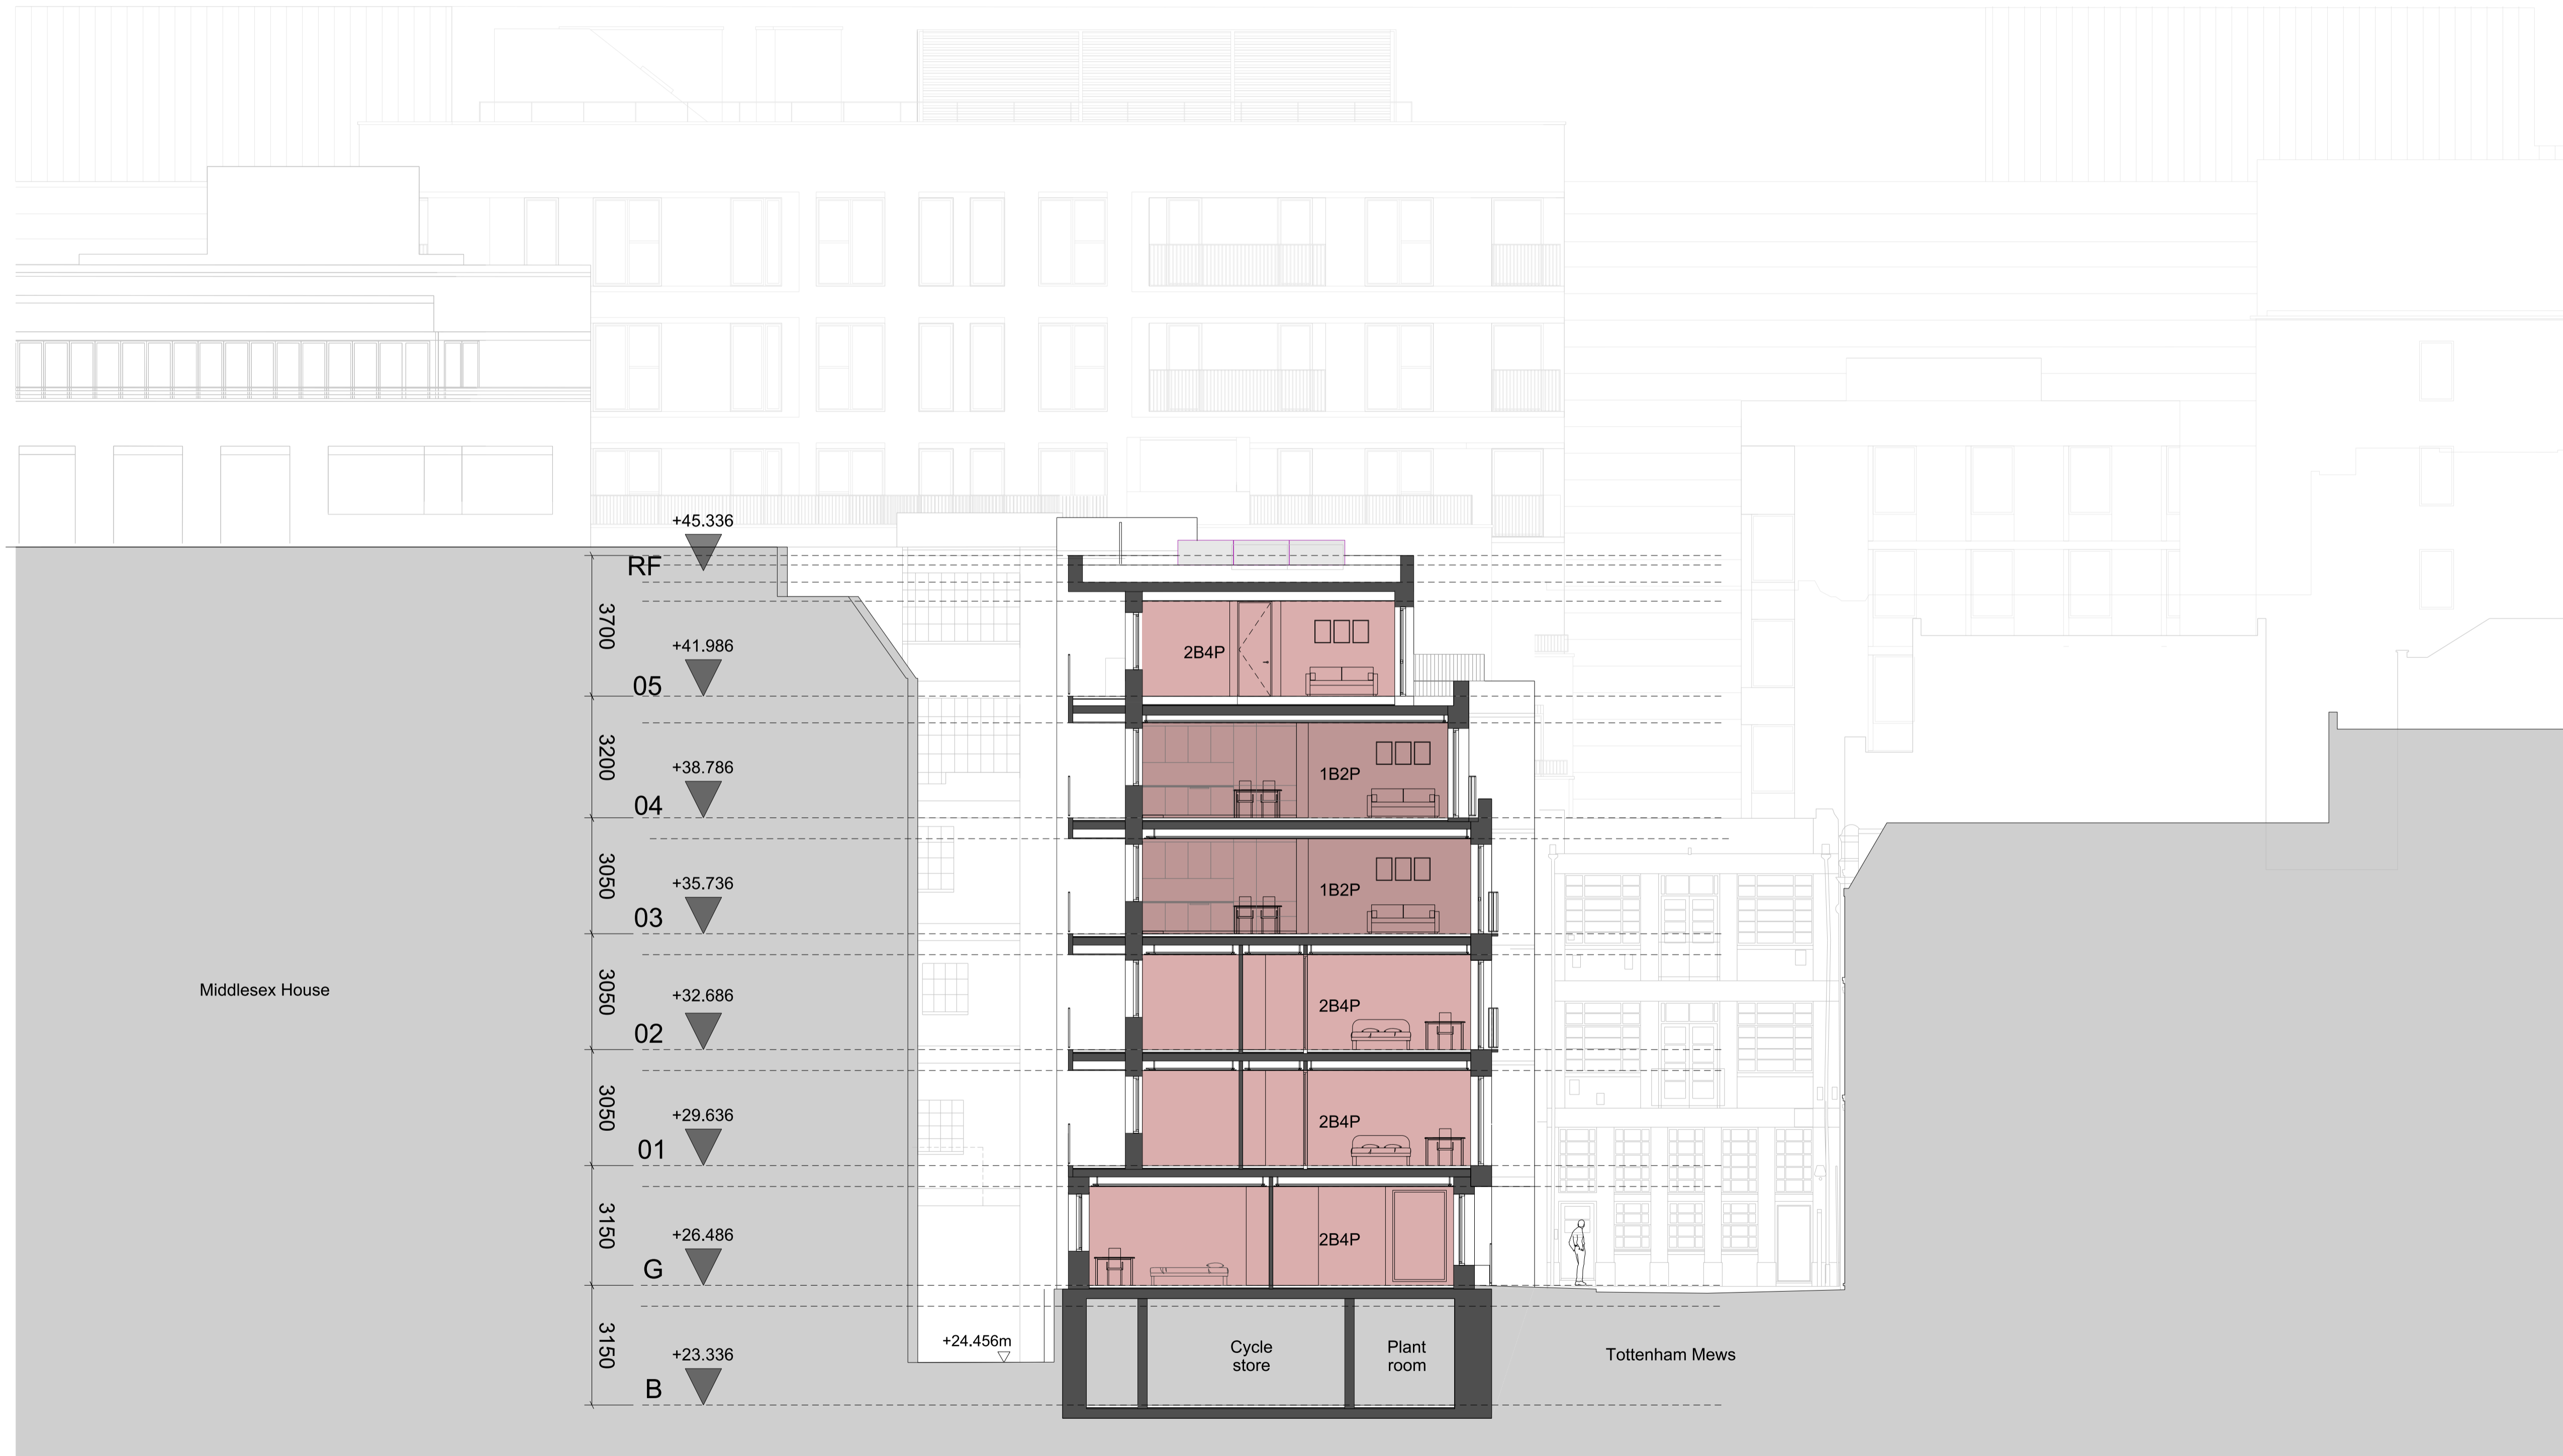 +45.336
RF
3700
+41.986
2B4P
05
3200
+38.786
1B2P
04
3050
+35.736
1B2P
03
Middlesex House
3050
+32.686
2B4P
02
3050
+29.636
2B4P
01
3150
+26.486
2B4P
G
3150
+23.336
+24.456m
Cycle
store
Plant
room
Tottenham Mews
B